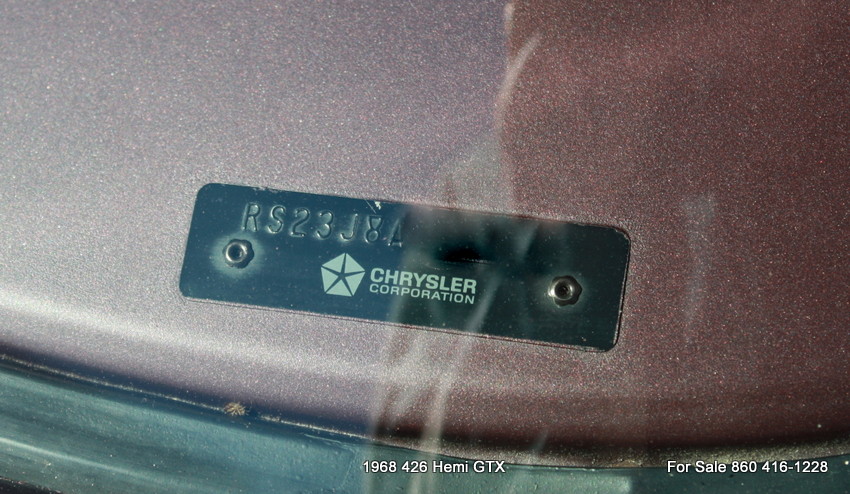 RS23J8A
CHRYSLER
CORPORATION
1968 426 Hemi GTX
For Sale 860 416-1228